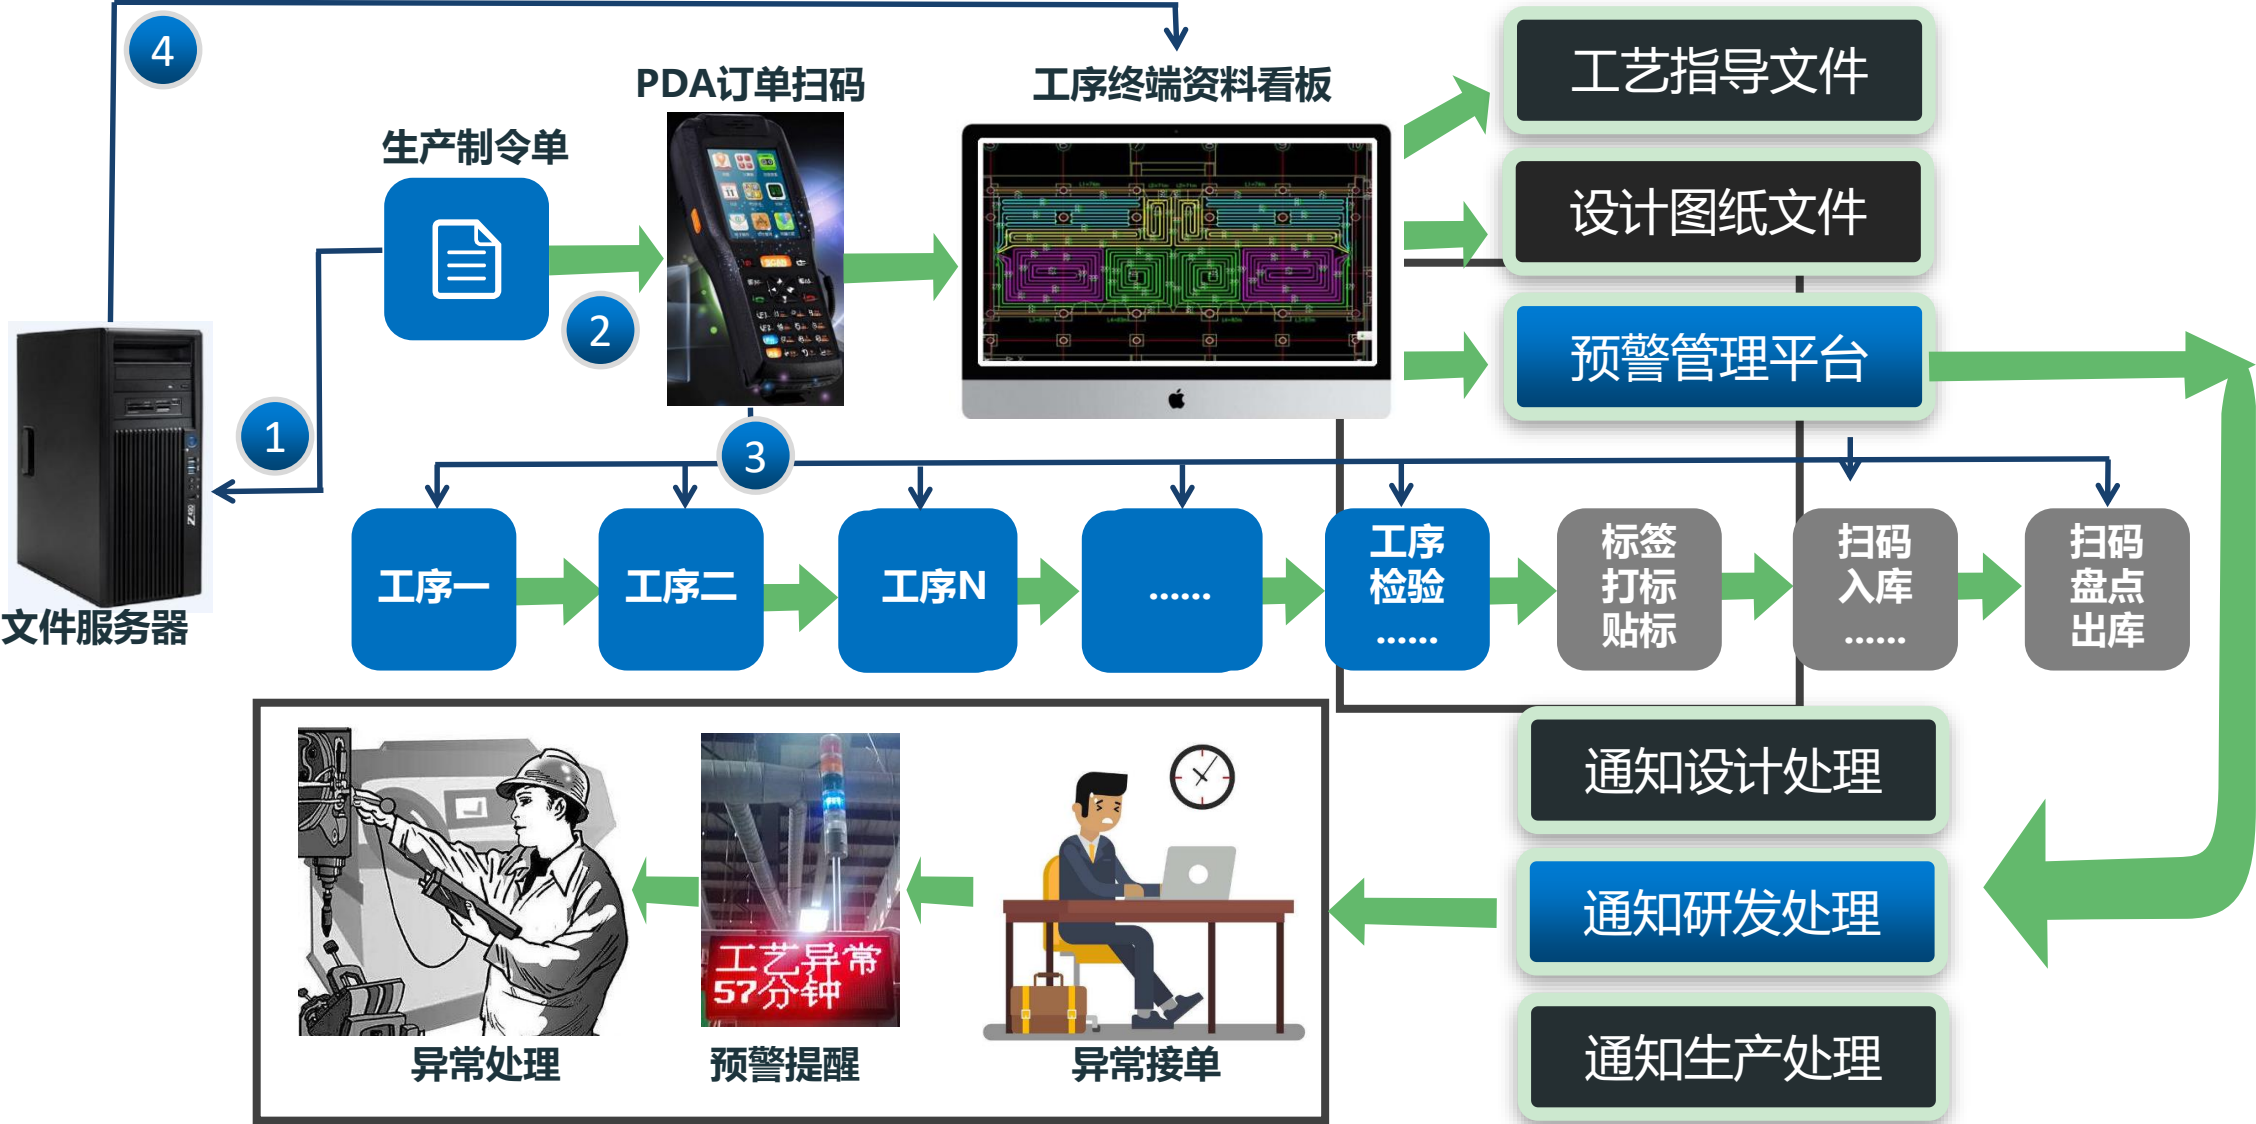 4
PDA订单扫码
工序终端资料看板
工艺指导文件
生产制令单
设计图纸文件
2
预警管理平台
1
3
文件服务器
工序一
工序二
工序N
......
工序
检验
......
标签
打标
贴标
扫码
入库
......
扫码
盘点
出库
通知设计处理
通知研发处理
通知生产处理
工艺异常
57分钟
异常处理
预警提醒
异常接单